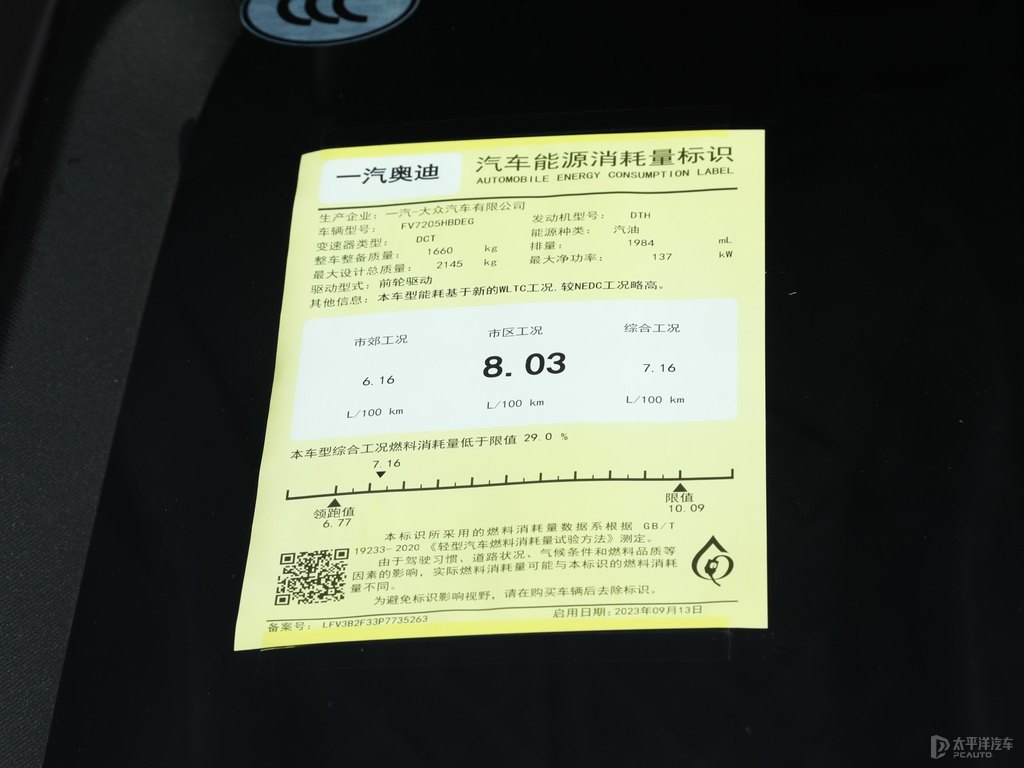 CCC
一汽奥迪
汽车能源消耗量标识
AUTOMOBILE ENERGY CONSUMPTION LABEL
生产企业: 一汽-大众汽车有限公司
车辆型号: FV7205HBDEG 发动机型号: DTH
变速器类型: DCT 能源种类: 汽油
整车整备质量: 1660 kg 排量: 1984 mL
最大设计总质量: 2145 kg 最大净功率: 137 kW
驱动型式: 前轮驱动
其他信息: 本车型能耗基于新的WLTC工况,较NEDC工况略高。
市郊工况 市区工况 综合工况
6.16 8.03 7.16
L/100 km L/100 km L/100 km
本车型综合工况燃料消耗量低于限值 29.0 %
7.16
领跑值 限值
6.77 10.09
本标识所采用的燃料消耗量数据系根据 GB/T
19233-2020《轻型汽车燃料消耗量试验方法》测定。
由于驾驶习惯、道路状况、气候条件和燃料品质等
因素的影响,实际燃料消耗量可能与本标识的燃料消耗
量不同。
为避免标识影响视野,请在购买车辆后去除标识。
备案号: LFV3B2F33P7735263 启用日期:2023年09月13日
太平洋汽车
PCAUTO